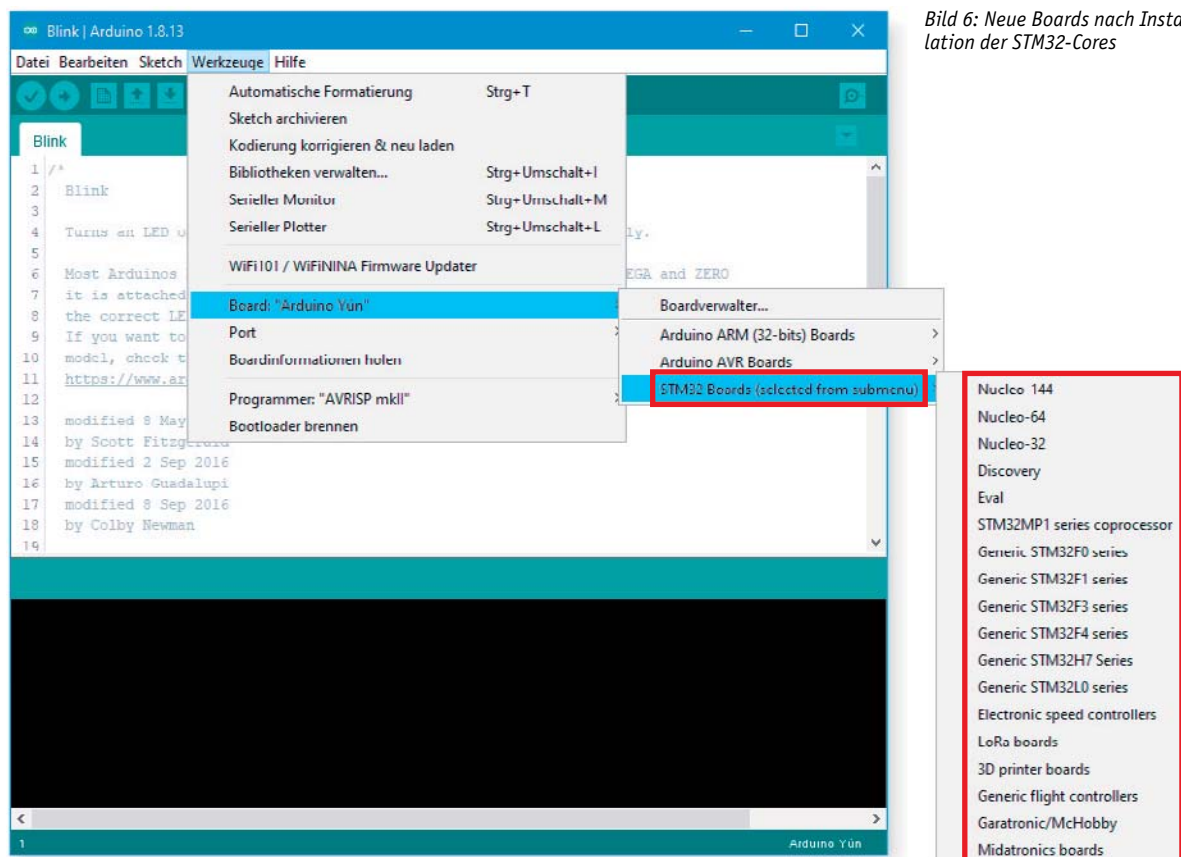 Blink | Arduino 1.8.13
Bild 6: Neue Boards nach Insta
lation der STM32-Cores
Datei Bearbeiten Sketch Werkzeuge Hilfe
Blink
Automatische Formatierung Strg+T
Sketch archivieren
Kodierung korrigieren & neu laden
Bibliotheken verwalten... Strg+Umschalt+I
Serieller Monitor Strg+Umschalt+M
Serieller Plotter Strg+Umschalt+L
WiFi101 / WiFiNINA Firmware Updater
Board: "Arduino Yún"
Port
Boardinformationen holen
Programmer: "AVRISP mkII"
Bootloader brennen
1 /*
2 Blink
3
4 Turns an LED ly.
5
6 Most Arduinos EGA and ZERO
7 it is attached
8 the correct LE
9 If you want to
10 model, check t
11 https://www.ar
12
13 modified 8 May
14 by Scott Fitzgerald
15 modified 2 Sep 2016
16 by Arturo Guadalupi
17 modified 8 Sep 2016
18 by Colby Newman
19
Boardverwalter...
Arduino ARM (32-bits) Boards
Arduino AVR Boards
STM32 Boards (selected from submenu)
Nucleo 144
Nucleo-64
Nucleo-32
Discovery
Eval
STM32MP1 series coprocessor
Generic STM32F0 series
Generic STM32F1 series
Generic STM32F3 series
Generic STM32F4 series
Generic STM32H7 Series
Generic STM32L0 series
Electronic speed controllers
LoRa boards
3D printer boards
Generic flight controllers
Garatronic/McHobby
Midatronics boards
1 Arduino Yún